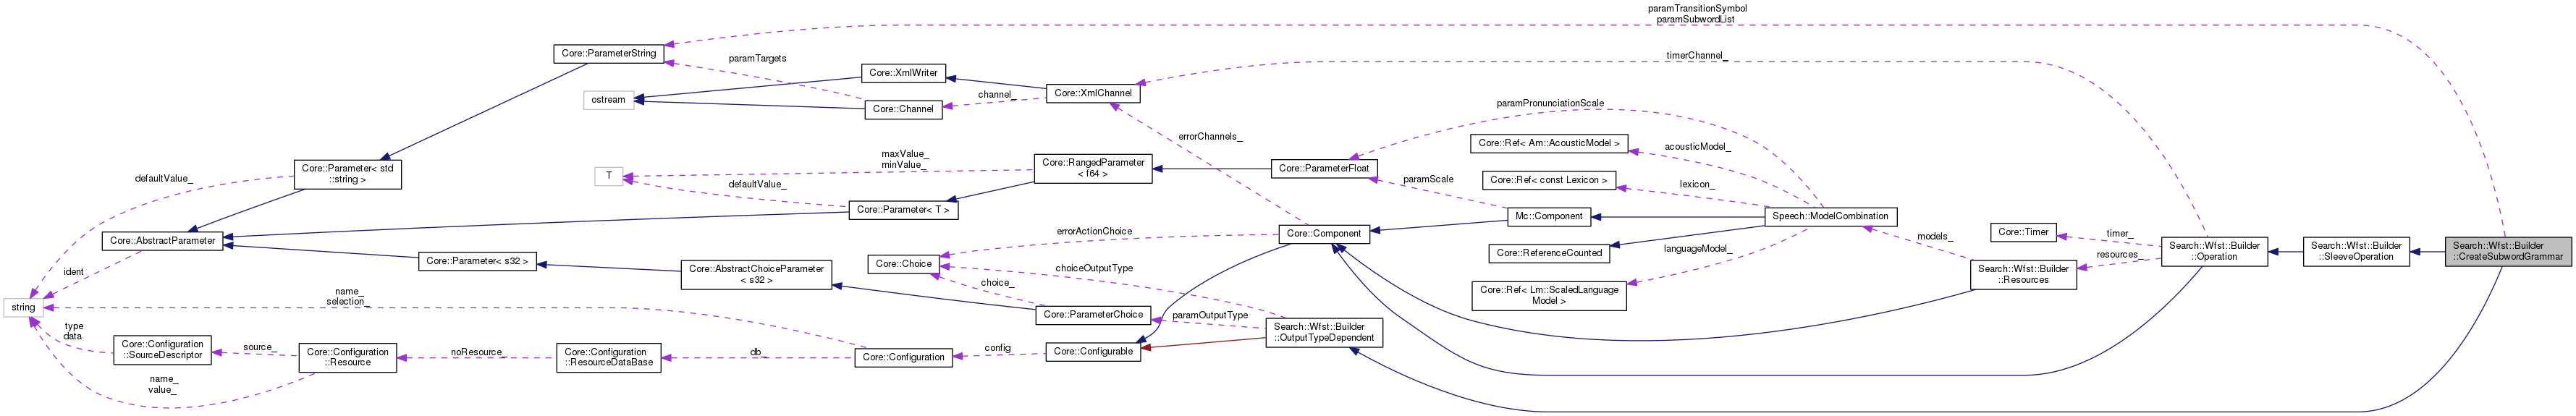 paramTransitionSymbol
paramSubwordList
Core::ParameterString
timerChannel_
paramTargets
Core::XmlWriter
ostream
Core::Channel
channel_
Core::XmlChannel
paramPronunciationScale
errorChannels_
Core::Ref< Am::AcousticModel >
acousticModel_
maxValue_
minValue_
Core::RangedParameter
< f64 >
Core::ParameterFloat
Core::Parameter< std
::string >
defaultValue_
T
defaultValue_
paramScale
Core::Ref< const Lexicon >
lexicon_
Core::Parameter< T >
Mc::Component
Speech::ModelCombination
Core::AbstractParameter
errorActionChoice
Core::Component
Core::Timer
timer_
models_
Core::ReferenceCounted
languageModel_
resources_
Search::Wfst::Builder
::Operation
Search::Wfst::Builder
::SleeveOperation
Search::Wfst::Builder
::CreateSubwordGrammar
ident
Core::Parameter< s32 >
Core::AbstractChoiceParameter
< s32 >
Core::Choice
choiceOutputType
choice_
Search::Wfst::Builder
::Resources
Core::Ref< Lm::ScaledLanguage
Model >
string
name_
selection_
Core::ParameterChoice
paramOutputType
Search::Wfst::Builder
::OutputTypeDependent
type
data
Core::Configuration
::SourceDescriptor
source_
Core::Configuration
::Resource
noResource_
Core::Configuration
::ResourceDataBase
db_
Core::Configuration
config
Core::Configurable
name_
value_